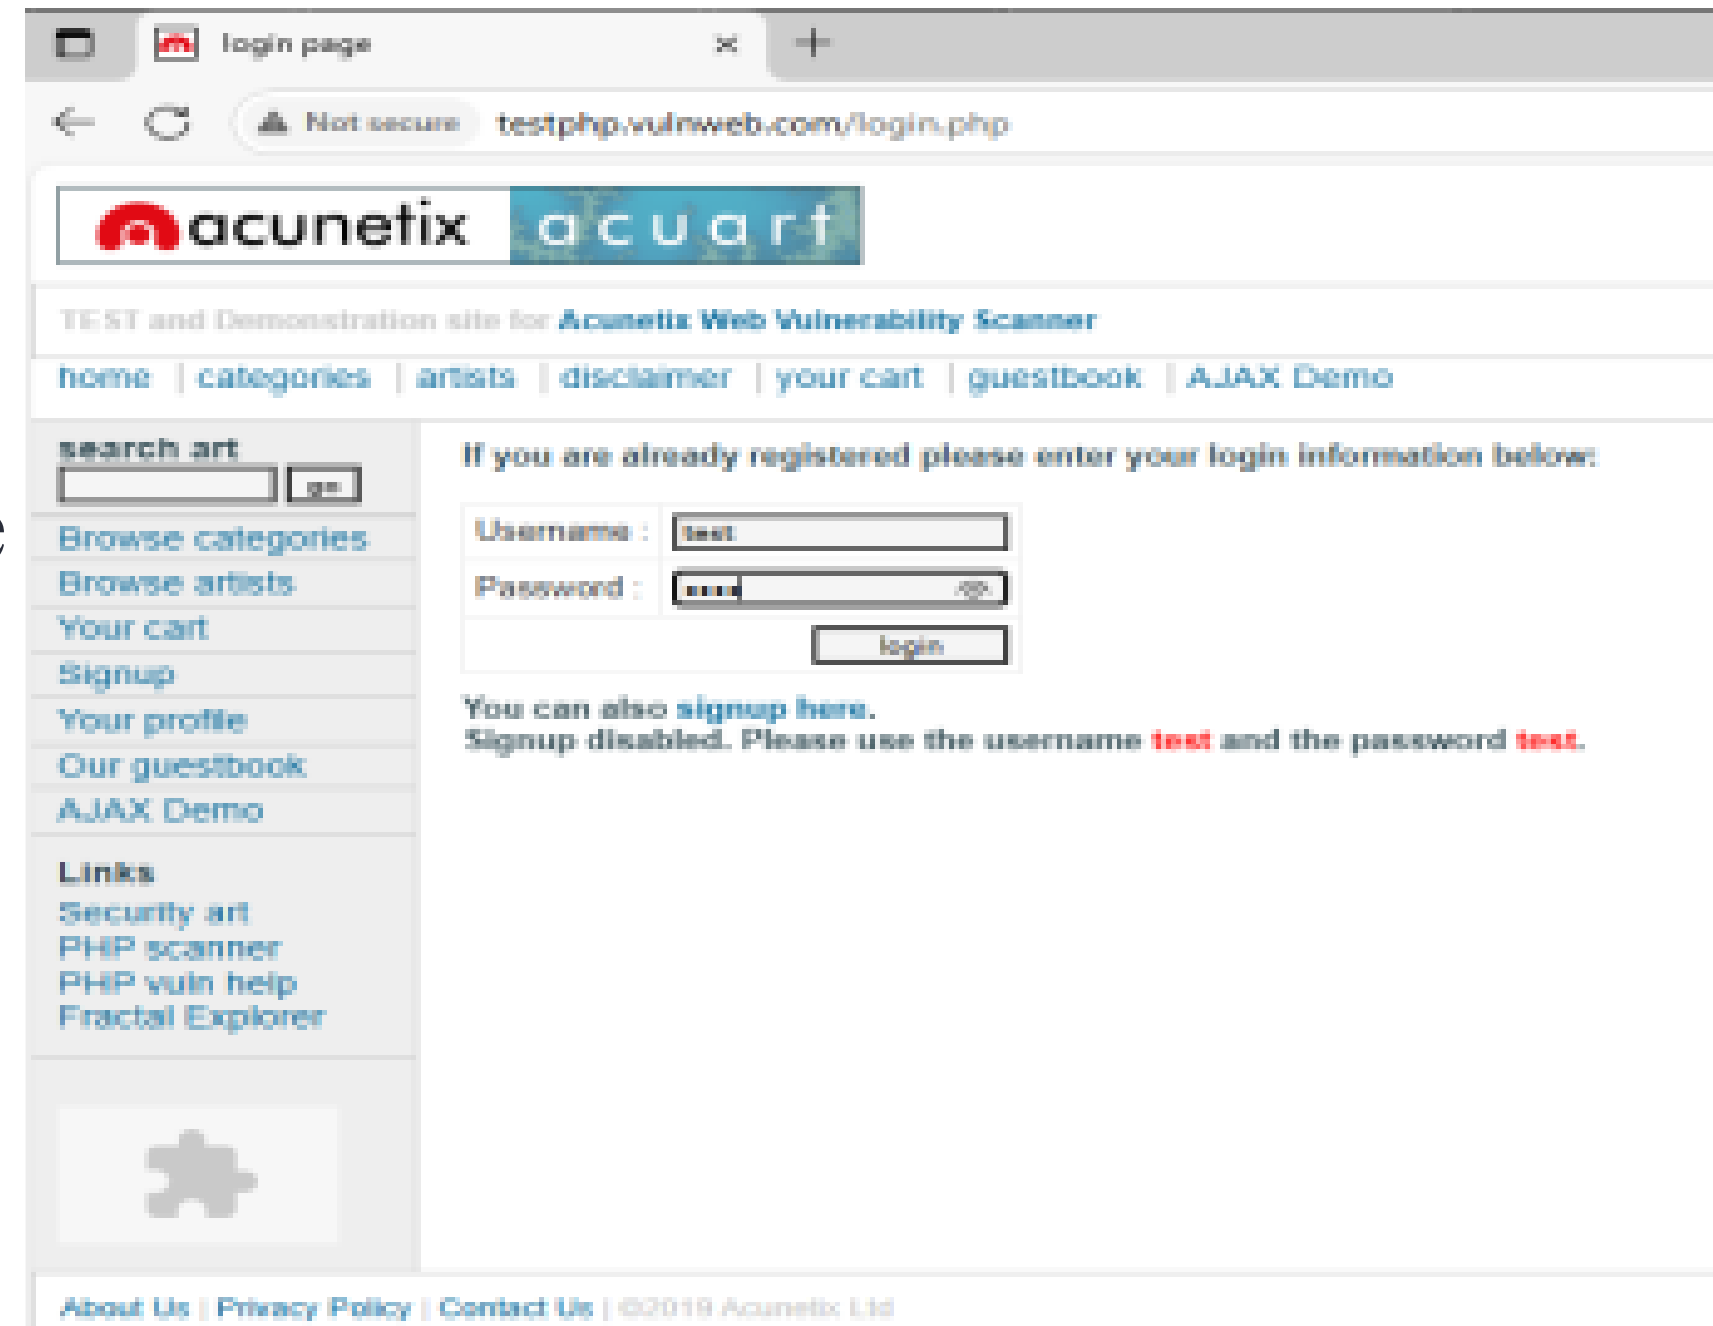 login page
Not secure testphp.vulnweb.com/login.php
acunetix acuart
TEST and Demonstration site for Acunetix Web Vulnerability Scanner
home | categories | artists | disclaimer | your cart | guestbook | AJAX Demo
search art
go
Browse categories
Browse artists
Your cart
Signup
Your profile
Our guestbook
AJAX Demo
Links
Security art
PHP scanner
PHP vuln help
Fractal Explorer
If you are already registered please enter your login information below:
Username : test
Password : ••••
login
You can also signup here.
Signup disabled. Please use the username test and the password test.
About Us | Privacy Policy | Contact Us | ©2019 Acunetix Ltd